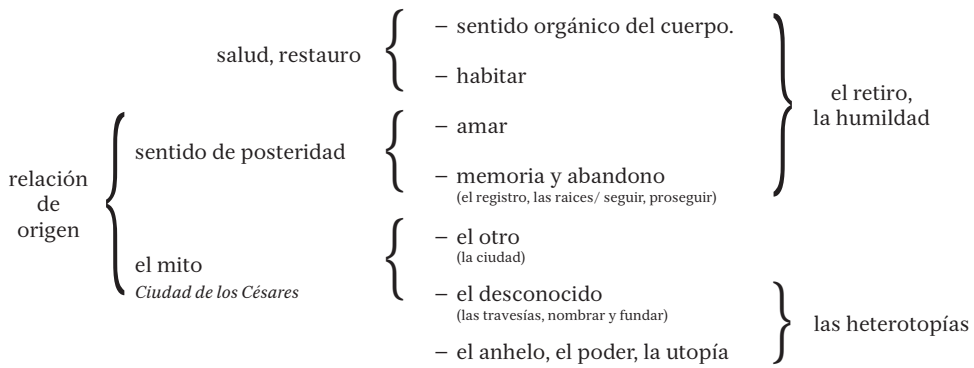 salud, restauro
– sentido orgánico del cuerpo.
– habitar
el retiro,
la humildad
relación
de
origen
sentido de posteridad
– amar
– memoria y abandono
(el registro, las raices/ seguir, proseguir)
el mito
Ciudad de los Césares
– el otro
(la ciudad)
– el desconocido
(las travesías, nombrar y fundar)
– el anhelo, el poder, la utopía
las heterotopías